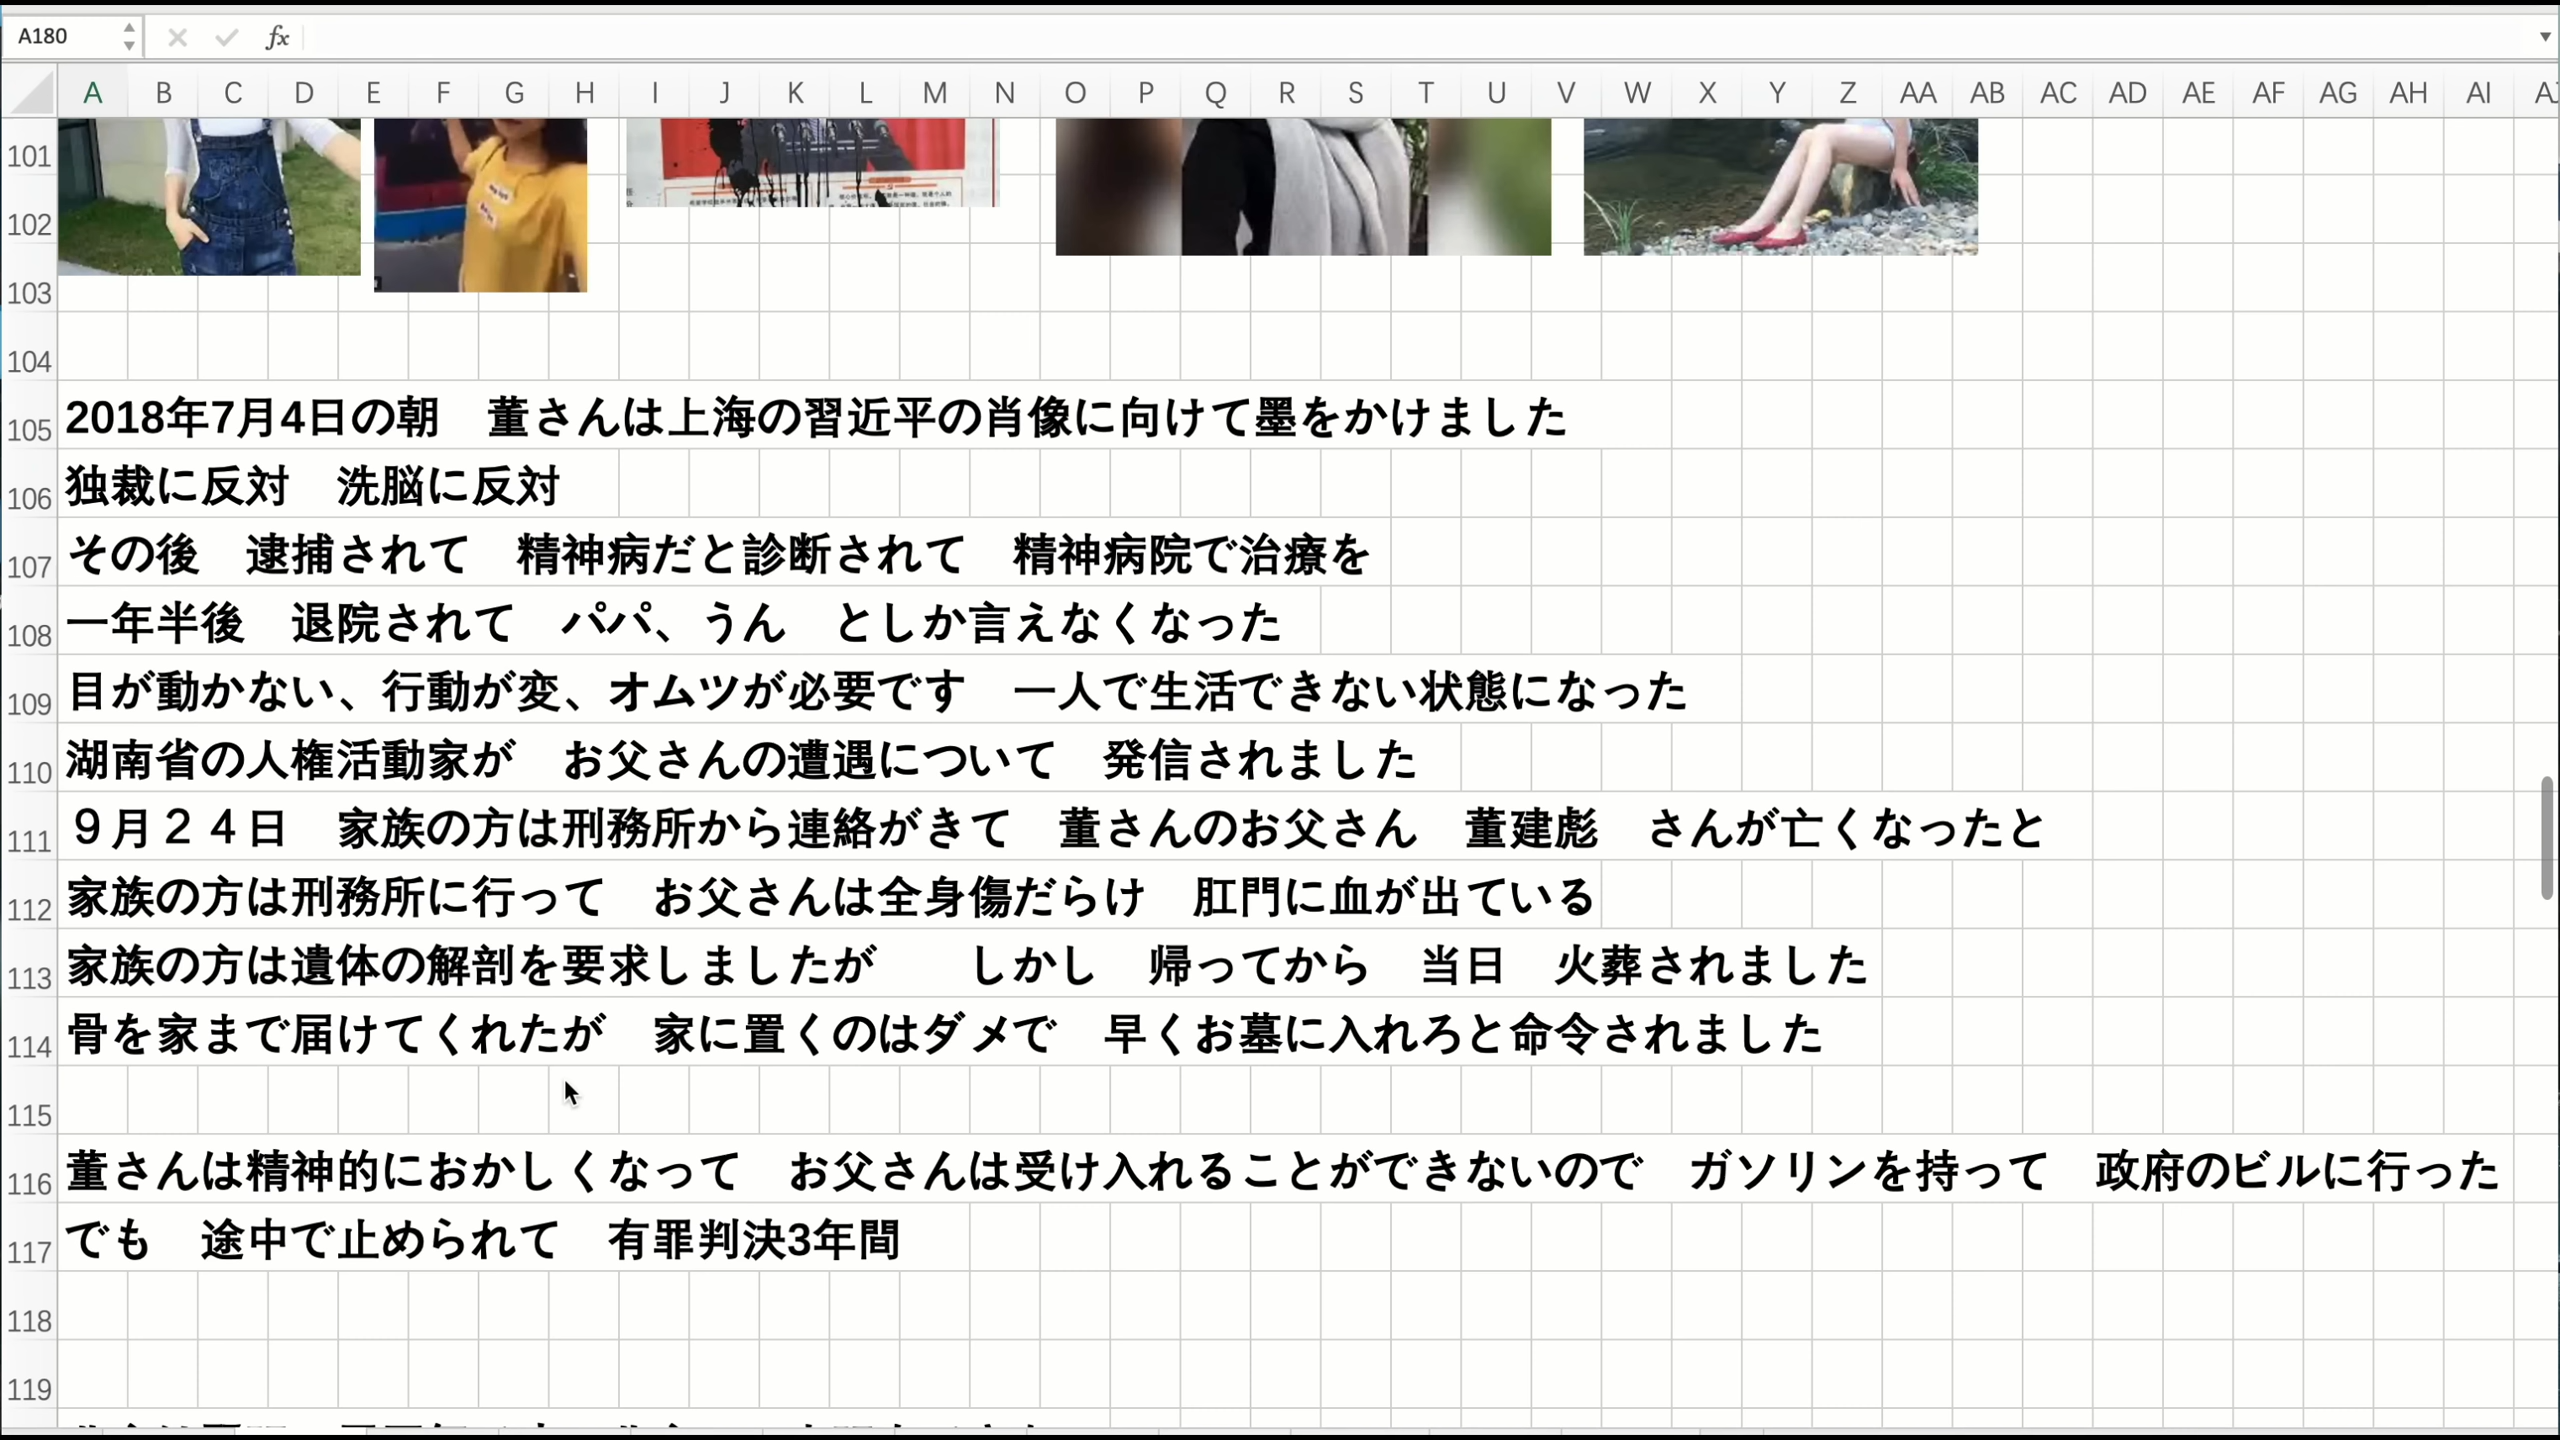 A180
fx
A B C D E F G H I J K L M N O P Q R S T U V W X Y Z AA AB AC AD AE AF AG AH AI
101
102
103
104
105 2018年7月4日の朝　董さんは上海の習近平の肖像に向けて墨をかけました
106 独裁に反対　洗脳に反対
107 その後　逮捕されて　精神病だと診断されて　精神病院で治療を
108 一年半後　退院されて　パパ、うん　としか言えなくなった
109 目が動かない、行動が変、オムツが必要です　一人で生活できない状態になった
110 湖南省の人権活動家が　お父さんの遭遇について　発信されました
111 ９月２４日　家族の方は刑務所から連絡がきて　董さんのお父さん　董建彪　さんが亡くなったと
112 家族の方は刑務所に行って　お父さんは全身傷だらけ　肛門に血が出ている
113 家族の方は遺体の解剖を要求しましたが　　しかし　帰ってから　当日　火葬されました
114 骨を家まで届けてくれたが　家に置くのはダメで　早くお墓に入れろと命令されました
115
116 董さんは精神的におかしくなって　お父さんは受け入れることができないので　ガソリンを持って　政府のビルに行った
117 でも　途中で止められて　有罪判決3年間
118
119